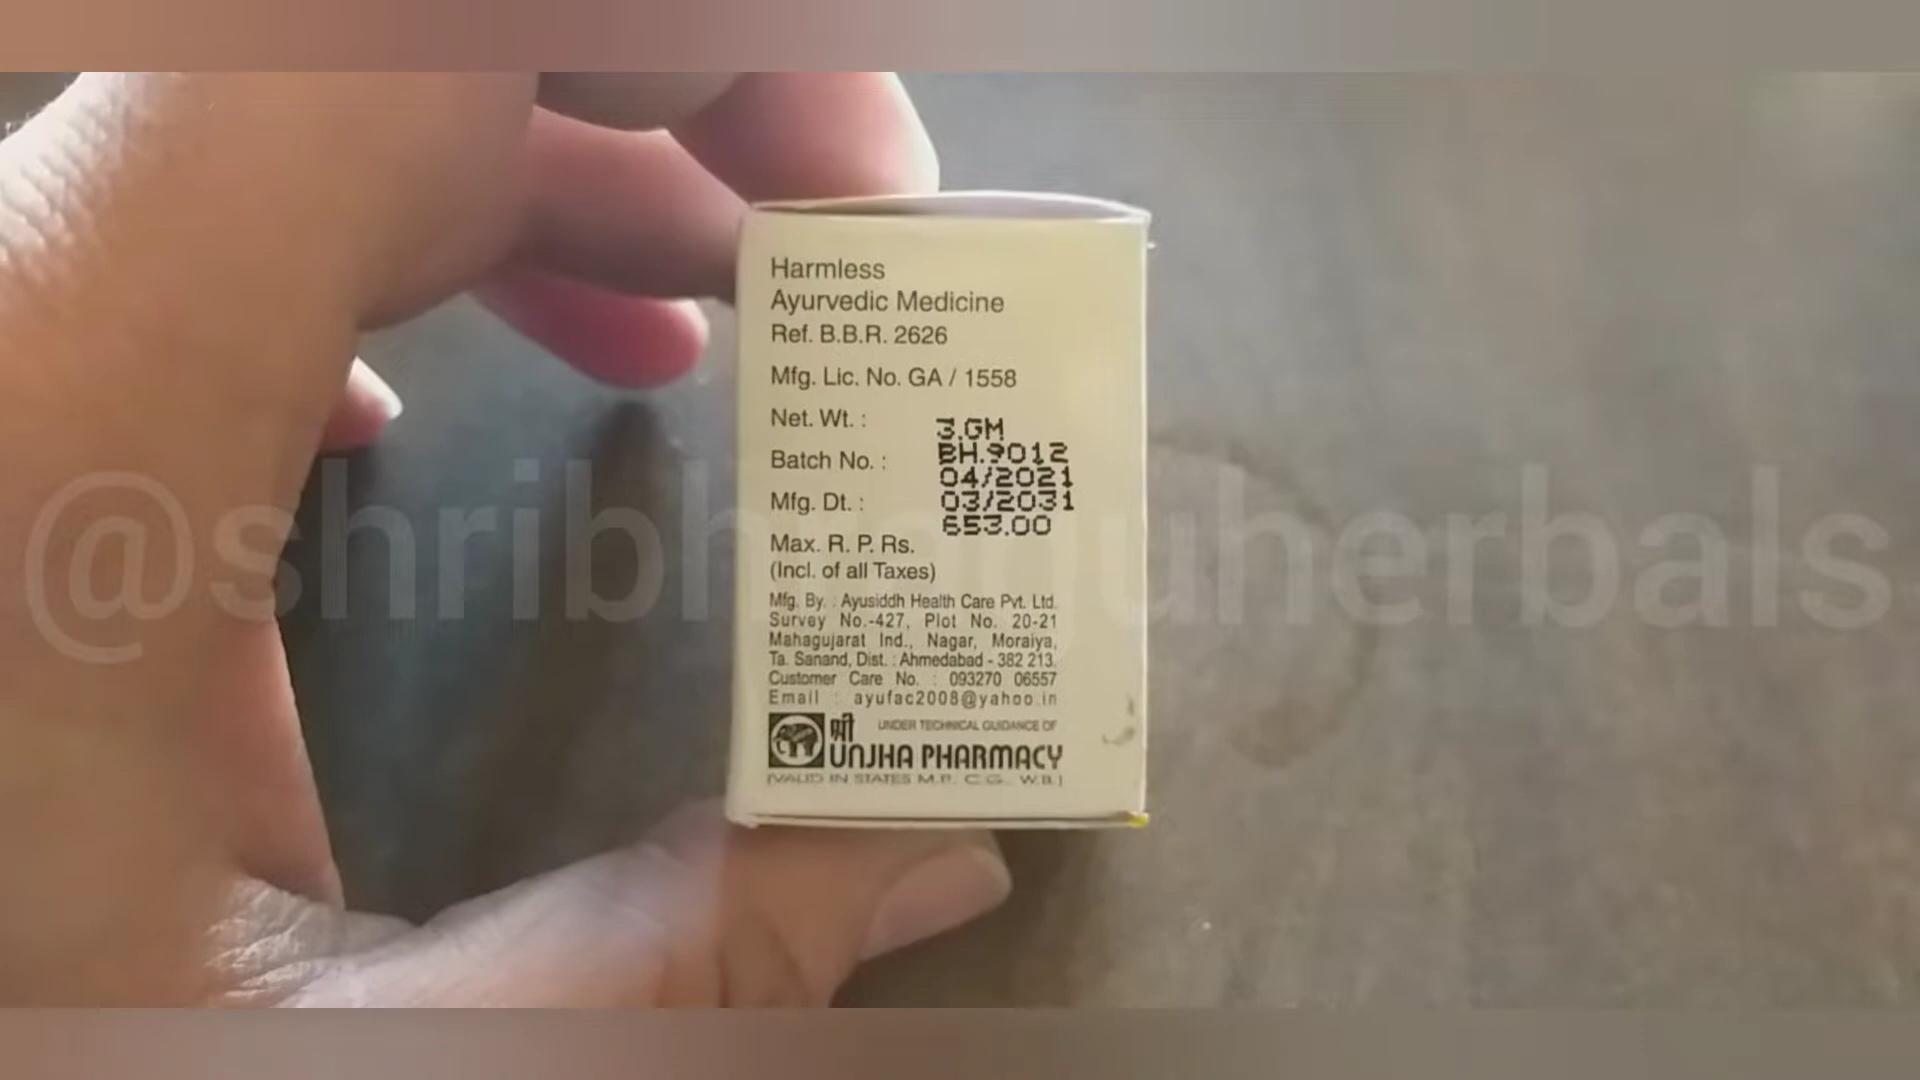 Harmless
Ayurvedic Medicine
Ref. B.B.R. 2626
Mfg. Lic. No. GA / 1558
Net. Wt. :
3.GM
Batch No. :
BH.9012
04/2021
Mfg. Dt. :
03/2031
653.00
Max. R. P. Rs.
(Incl. of all Taxes)
Mfg. By. : Ayusiddh Health Care Pvt. Ltd.
Survey No.-427, Plot No. 20-21
Mahagujarat Ind., Nagar, Moraiya,
Ta. Sanand, Dist. : Ahmedabad - 382 213.
Customer Care No. : 093270 06557
Email : ayufac2008@yahoo.in
श्री UNDER TECHNICAL GUIDANCE OF
UNJHA PHARMACY
(VALID IN STATES M.P. C.G. W.B.)